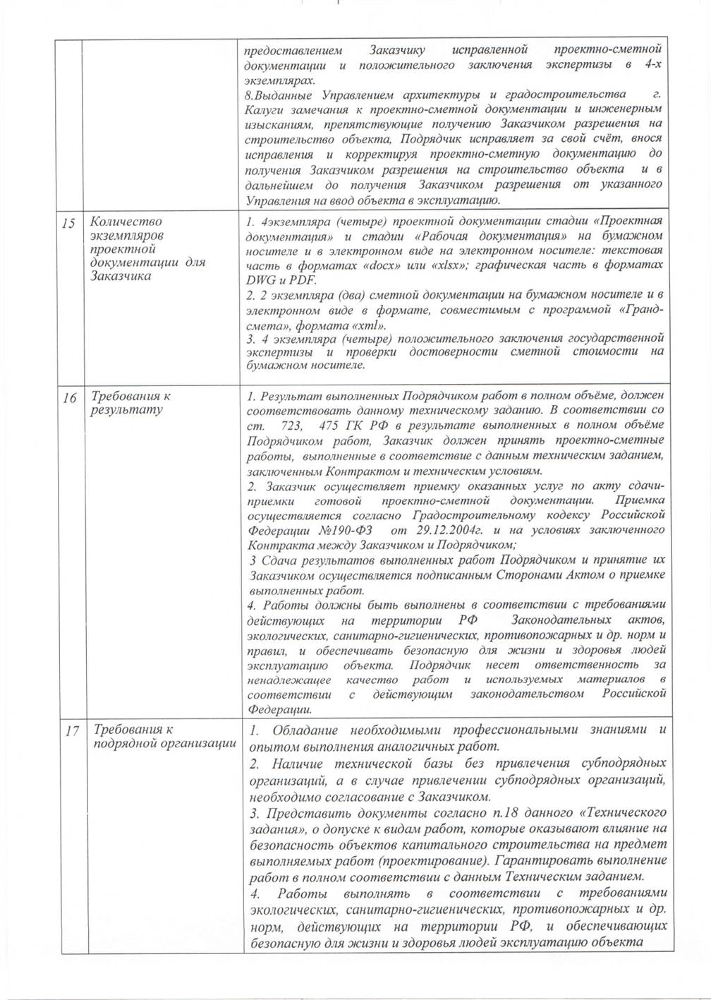 предоставлением Заказчику исправленной проектно-сметной
документации и положительного заключения экспертизы в 4-х
экземплярах.
8.Выданные Управлением архитектуры и градостроительства г.
Калуги замечания к проектно-сметной документации и инженерным
изысканиям, препятствующие получению Заказчиком разрешения на
строительство объекта, Подрядчик исправляет за свой счёт, внося
исправления и корректируя проектно-сметную документацию до
получения Заказчиком разрешения на строительство объекта и в
дальнейшем до получения Заказчиком разрешения от указанного
Управления на ввод объекта в эксплуатацию.
15
Количество
экземпляров
проектной
документации для
Заказчика
1. 4экземпляра (четыре) проектной документации стадии «Проектная
документация» и стадии «Рабочая документация» на бумажном
носителе и в электронном виде на электронном носителе: текстовая
часть в форматах «docx» или «xlsx»; графическая часть в форматах
DWG и PDF.
2. 2 экземпляра (два) сметной документации на бумажном носителе и в
электронном виде в формате, совместимым с программой «Гранд-
смета», формата «xml».
3. 4 экземпляра (четыре) положительного заключения государственной
экспертизы и проверки достоверности сметной стоимости на
бумажном носителе.
16
Требования к
результату
1. Результат выполненных Подрядчиком работ в полном объёме, должен
соответствовать данному техническому заданию. В соответствии со
ст. 723, 475 ГК РФ в результате выполненных в полном объёме
Подрядчиком работ, Заказчик должен принять проектно-сметные
работы, выполненные в соответствие с данным техническим заданием,
заключенным Контрактом и техническим условиям.
2. Заказчик осуществляет приемку оказанных услуг по акту сдачи-
приемки готовой проектно-сметной документации. Приемка
осуществляется согласно Градостроительному кодексу Российской
Федерации №190-ФЗ от 29.12.2004г. и на условиях заключенного
Контракта между Заказчиком и Подрядчиком;
3 Сдача результатов выполненных работ Подрядчиком и принятие их
Заказчиком осуществляется подписанным Сторонами Актом о приемке
выполненных работ.
4. Работы должны быть выполнены в соответствии с требованиями
действующих на территории РФ Законодательных актов,
экологических, санитарно-гигиенических, противопожарных и др. норм и
правил, и обеспечивать безопасную для жизни и здоровья людей
эксплуатацию объекта. Подрядчик несет ответственность за
ненадлежащее качество работ и используемых материалов в
соответствии с действующим законодательством Российской
Федерации.
17
Требования к
подрядной организации
1. Обладание необходимыми профессиональными знаниями и
опытом выполнения аналогичных работ.
2. Наличие технической базы без привлечения субподрядных
организаций, а в случае привлечении субподрядных организаций,
необходимо согласование с Заказчиком.
3. Представить документы согласно п.18 данного «Технического
задания», о допуске к видам работ, которые оказывают влияние на
безопасность объектов капитального строительства на предмет
выполняемых работ (проектирование). Гарантировать выполнение
работ в полном соответствии с данным Техническим заданием.
4. Работы выполнять в соответствии с требованиями
экологических, санитарно-гигиенических, противопожарных и др.
норм, действующих на территории РФ, и обеспечивающих
безопасную для жизни и здоровья людей эксплуатацию объекта